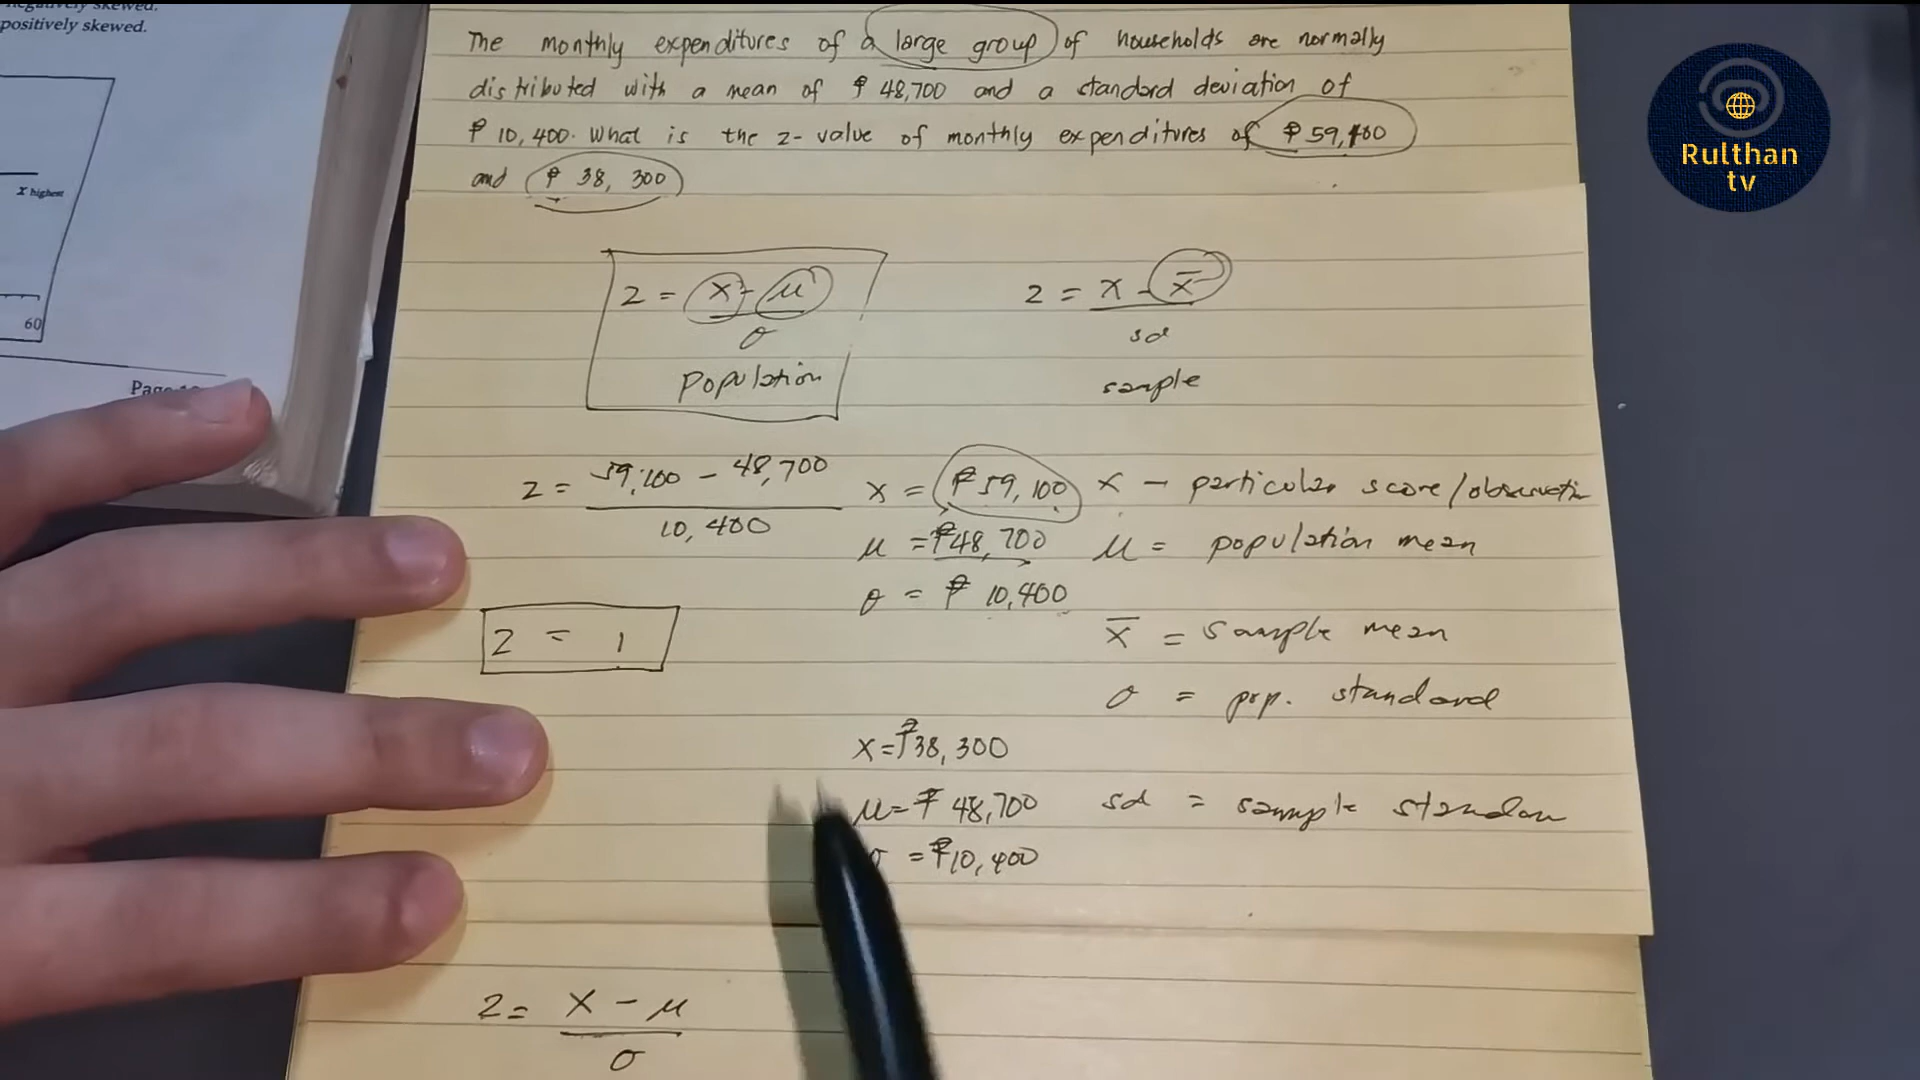 negatively skewed.
positively skewed.
x highest
60
Page
Rulthan
tv
The monthly expenditures of a large group of households are normally
distributed with a mean of ₱ 48,700 and a standard deviation of
₱ 10,400. What is the z-value of monthly expenditures of ₱ 59,100
and ₱ 38,300
z = x - μ
σ
population
z = x - x̄
sd
sample
z = 59,100 - 48,700
10,400
x = ₱59,100
μ = ₱48,700
σ = ₱ 10,400
x - particular score/observation
μ = population mean
z = 1
x̄ = sample mean
σ = pop. standard
x = ₱38,300
μ = ₱ 48,700
σ = ₱10,400
sd = sample
z = x - μ
σ